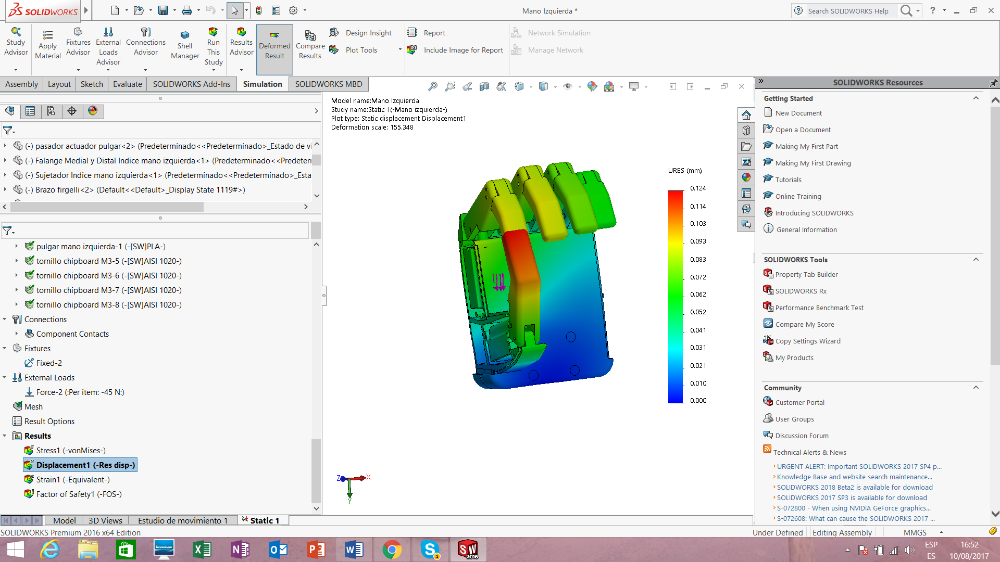 SOLIDWORKS
Mano Izquierda *
Search SOLIDWORKS Help
?
?
Study Advisor
Apply Material
Fixtures Advisor
External Loads Advisor
Connections Advisor
Shell Manager
Run This Study
Results Advisor
Deformed Result
Compare Results
Design Insight
Plot Tools
Report
Include Image for Report
Network Simulation
Manage Network
Assembly
Layout
Sketch
Evaluate
SOLIDWORKS Add-Ins
Simulation
SOLIDWORKS MBD
(-) pasador actuador pulgar<2> (Predeterminado<<Predeterminado>_Estado de vi
(-) Falange Medial y Distal Indice mano izquierda<1> (Predeterminado<<Predeter
(-) Sujetador Indice mano izquierda<1> (Predeterminado<<Predeterminado>_Esta
(-) Brazo firgelli<2> (Default<<Default>_Display State 1119#>)
pulgar mano izquierda-1 (-[SW]PLA-)
tornillo chipboard M3-5 (-[SW]AISI 1020-)
tornillo chipboard M3-6 (-[SW]AISI 1020-)
tornillo chipboard M3-7 (-[SW]AISI 1020-)
tornillo chipboard M3-8 (-[SW]AISI 1020-)
Connections
Component Contacts
Fixtures
Fixed-2
External Loads
Force-2 (:Per item: -45 N:)
Mesh
Result Options
Results
Stress1 (-vonMises-)
Displacement1 (-Res disp-)
Strain1 (-Equivalent-)
Factor of Safety1 (-FOS-)
Model name:Mano Izquierda
Study name:Static 1(-Mano izquierda-)
Plot type: Static displacement Displacement1
Deformation scale: 155.348
URES (mm)
0.124
0.114
0.103
0.093
0.083
0.072
0.062
0.052
0.041
0.031
0.021
0.010
0.000
Z
X
Y
SOLIDWORKS Resources
Getting Started
New Document
Open a Document
Making My First Part
Making My First Drawing
Tutorials
Online Training
Introducing SOLIDWORKS
General Information
SOLIDWORKS Tools
Property Tab Builder
SOLIDWORKS Rx
Performance Benchmark Test
Compare My Score
Copy Settings Wizard
My Products
Community
Customer Portal
User Groups
Discussion Forum
Technical Alerts & News
URGENT ALERT: Important SOLIDWORKS 2017 SP4 p...
Knowledge Base and website search maintenance...
SOLIDWORKS 2018 Beta2 is available for download
SOLIDWORKS 2017 SP3 is available for download
S-072800 - When using NVIDIA GeForce graphics...
S-072608: What can cause the SOLIDWORKS 2017 ...
Model
3D Views
Estudio de movimiento 1
Static 1
SOLIDWORKS Premium 2016 x64 Edition
Under Defined
Editing Assembly
MMGS
SW 2016
ESP
ES
16:52
10/08/2017